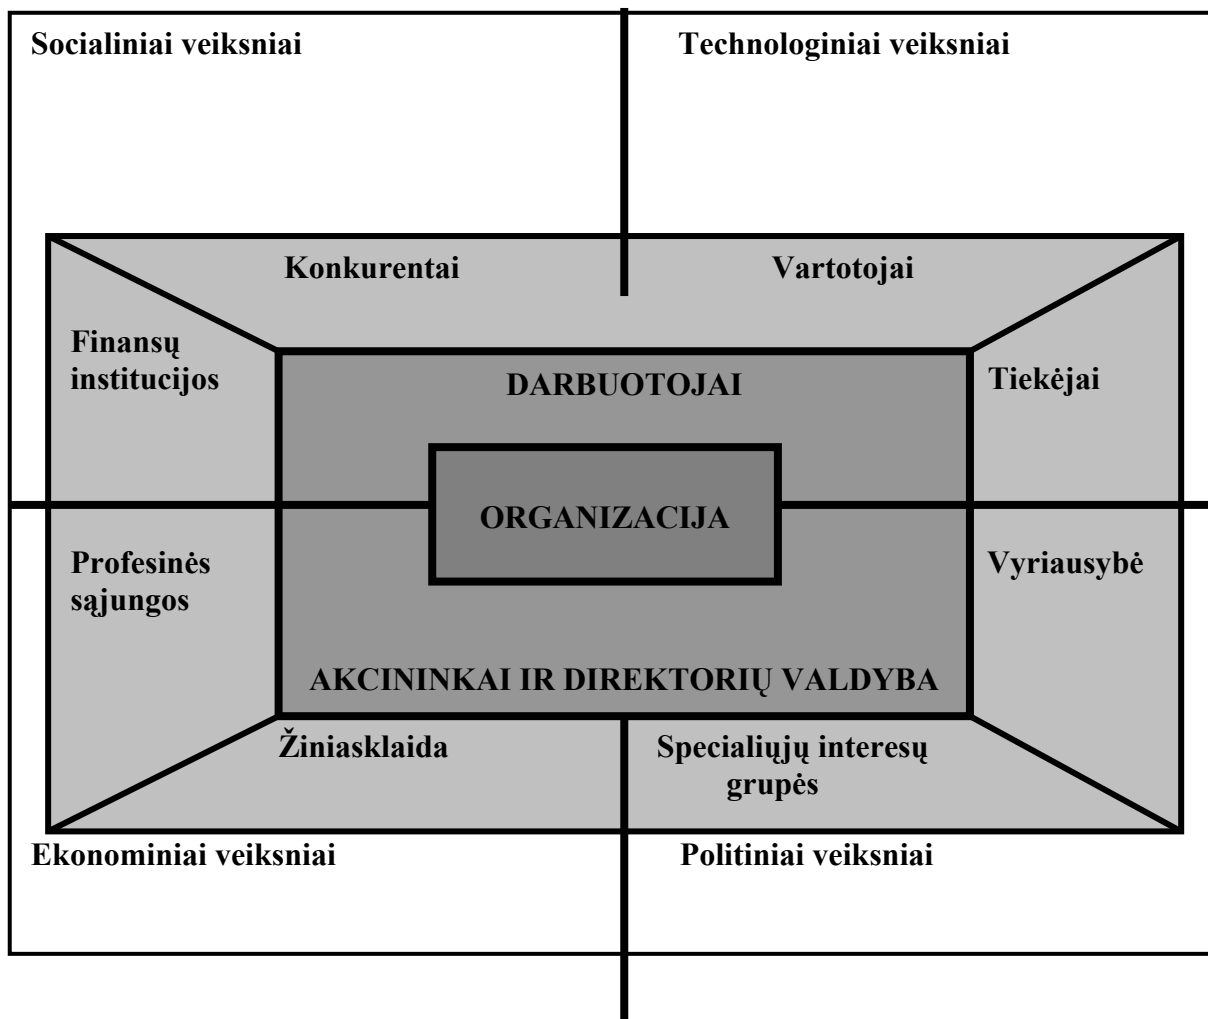 Socialiniai veiksniai
Technologiniai veiksniai
Konkurentai
Vartotojai
Finansų
institucijos
DARBUOTOJAI
Tiekėjai
ORGANIZACIJA
Profesinės
sąjungos
Vyriausybė
AKCININKAI IR DIREKTORIŲ VALDYBA
Žiniasklaida
Specialiųjų interesų
grupės
Ekonominiai veiksniai
Politiniai veiksniai